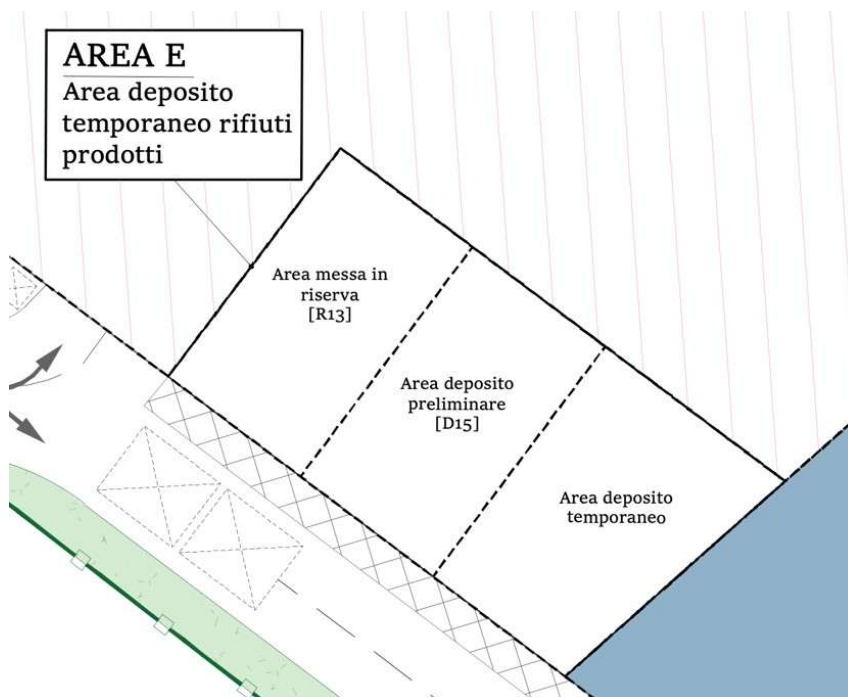 AREA E
Area deposito
temporaneo rifiuti
prodotti
Area messa in
riserva
[R13]
Area deposito
preliminare
[D15]
Area deposito
temporaneo